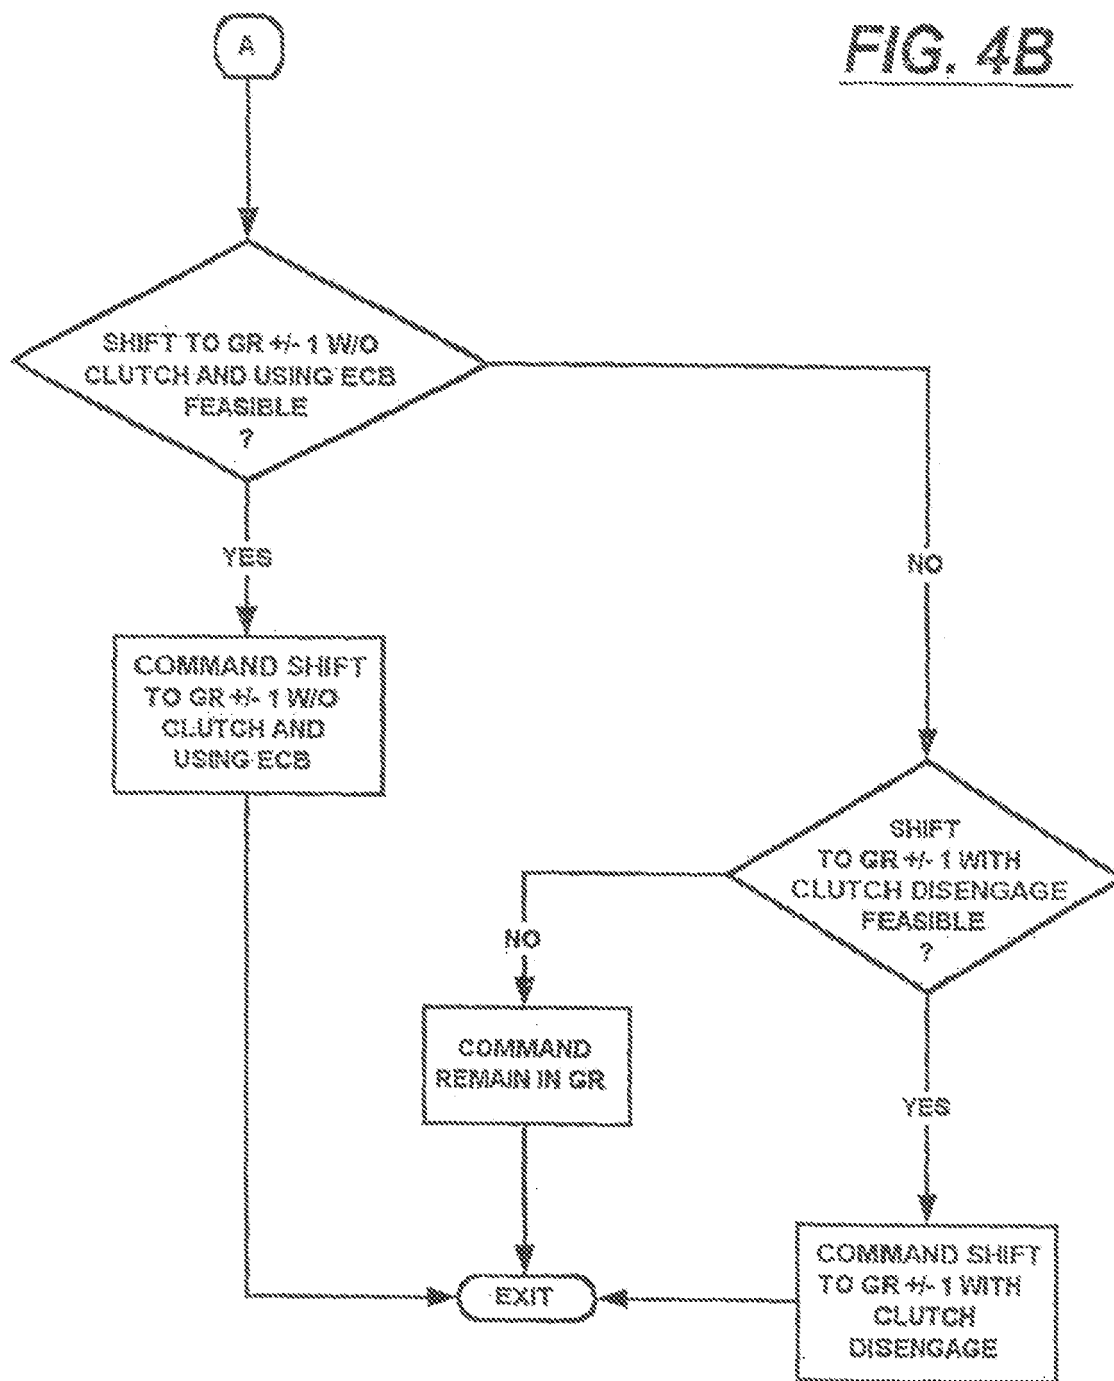 A
FIG. 4B
SHIFT TO GR +/- 1 W/O
CLUTCH AND USING ECB
FEASIBLE
?
YES
NO
COMMAND SHIFT
TO GR +/- 1 W/O
CLUTCH AND
USING ECB
SHIFT
TO GR +/- 1 WITH
CLUTCH DISENGAGE
FEASIBLE
?
NO
COMMAND
REMAIN IN GR
YES
COMMAND SHIFT
TO GR +/- 1 WITH
CLUTCH
DISENGAGE
EXIT